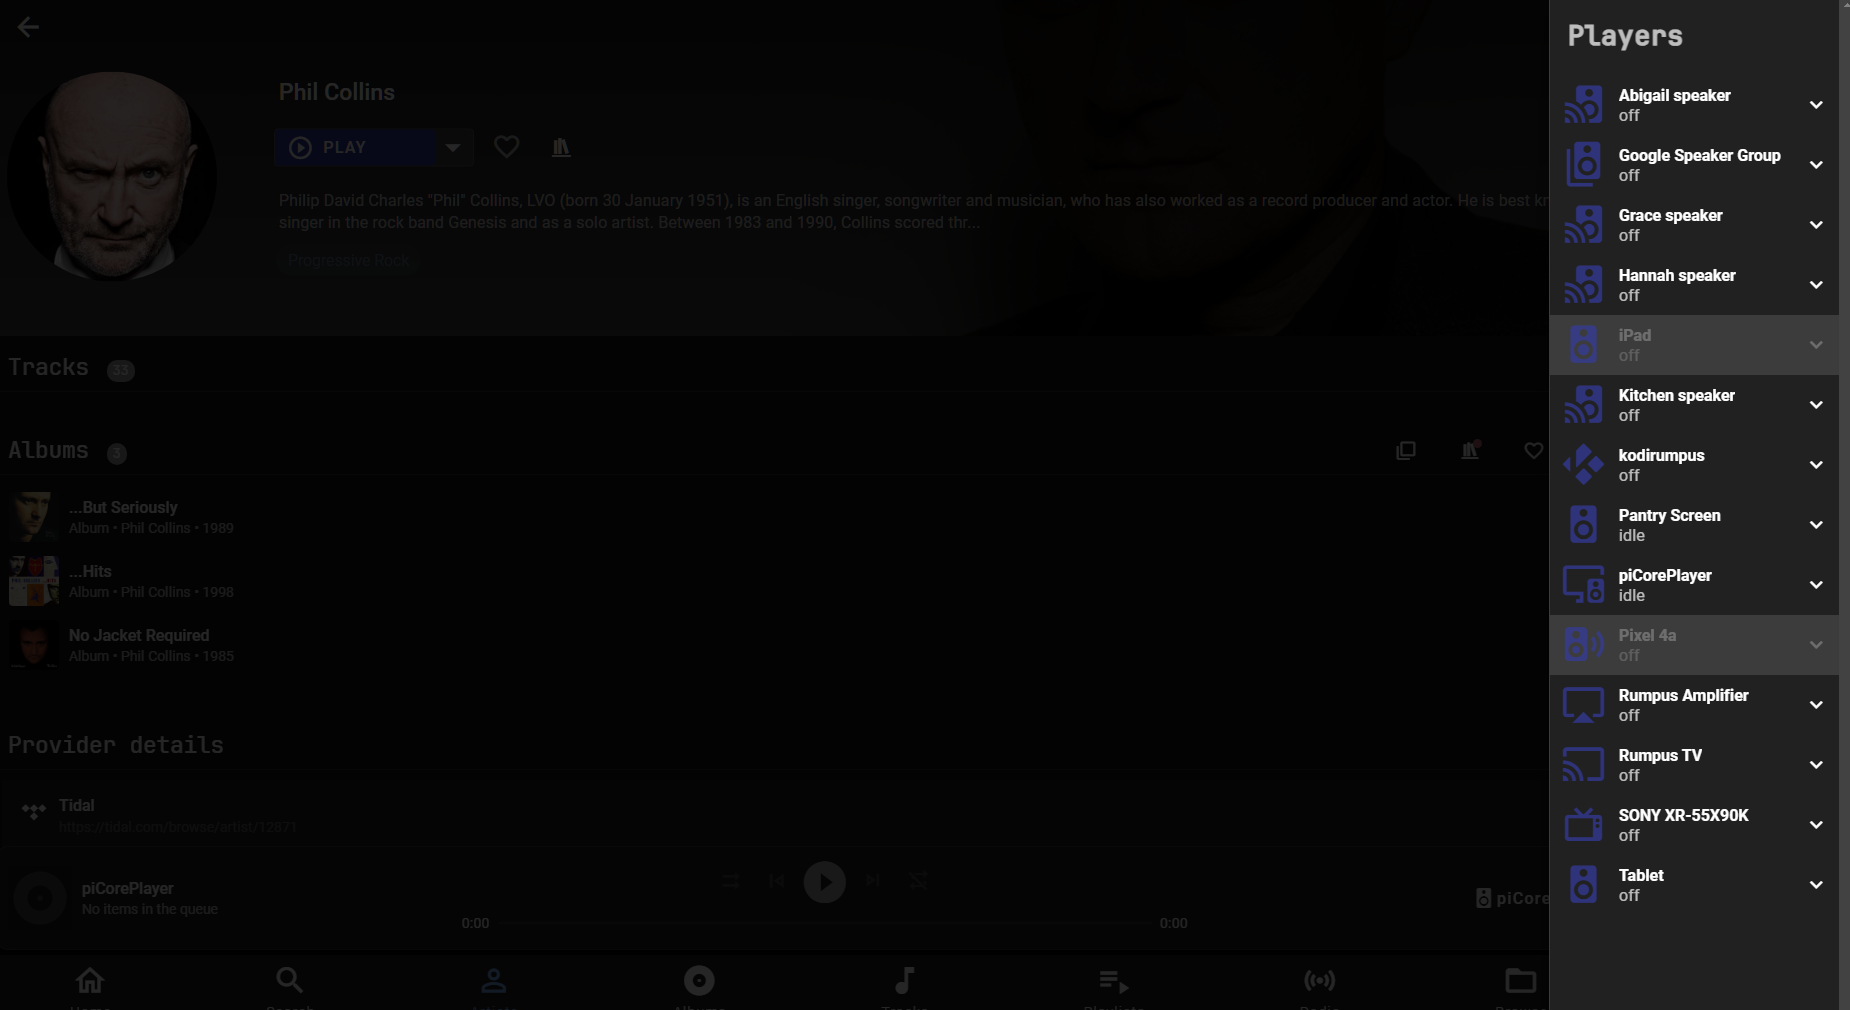 Phil Collins
PLAY
Philip David Charles "Phil" Collins, LVO (born 30 January 1951), is an English singer, songwriter and musician, who has also worked as a record producer and actor. He is best kn
singer in the rock band Genesis and as a solo artist. Between 1983 and 1990, Collins scored thr...
Progressive Rock
Tracks 33
Albums 3
...But Seriously
Album • Phil Collins • 1989
...Hits
Album • Phil Collins • 1998
No Jacket Required
Album • Phil Collins • 1985
Provider details
Tidal
https://tidal.com/browse/artist/12871
piCorePlayer
No items in the queue
0:00
0:00
piCore
Home
Search
Artists
Albums
Tracks
Playlists
Radio
Players
Abigail speaker
off
Google Speaker Group
off
Grace speaker
off
Hannah speaker
off
iPad
off
Kitchen speaker
off
kodirumpus
off
Pantry Screen
idle
piCorePlayer
idle
Pixel 4a
off
Rumpus Amplifier
off
Rumpus TV
off
SONY XR-55X90K
off
Tablet
off